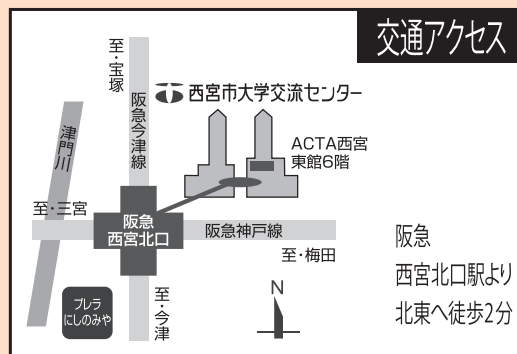 交通アクセス
至・宝塚
阪急今津線
西宮市大学交流センター
ACTA西宮
東館6階
津門川
至・三宮
阪急
西宮北口
阪急神戸線
至・梅田
プレラ
にしのみや
至・今津
N
阪急
西宮北口駅より
北東へ徒歩2分